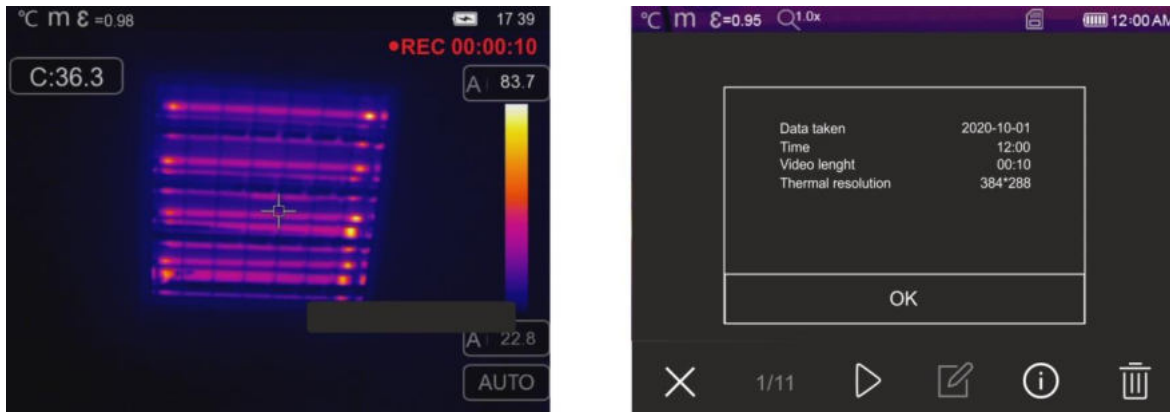 °C m Ɛ=0.98 17 39
●REC 00:00:10
C:36.3
A 83.7
A 22.8
AUTO
°C m Ɛ=0.95 1.0x 12:00 AM
Data taken 2020-10-01
Time 12:00
Video lenght 00:10
Thermal resolution 384*288
OK
1/11